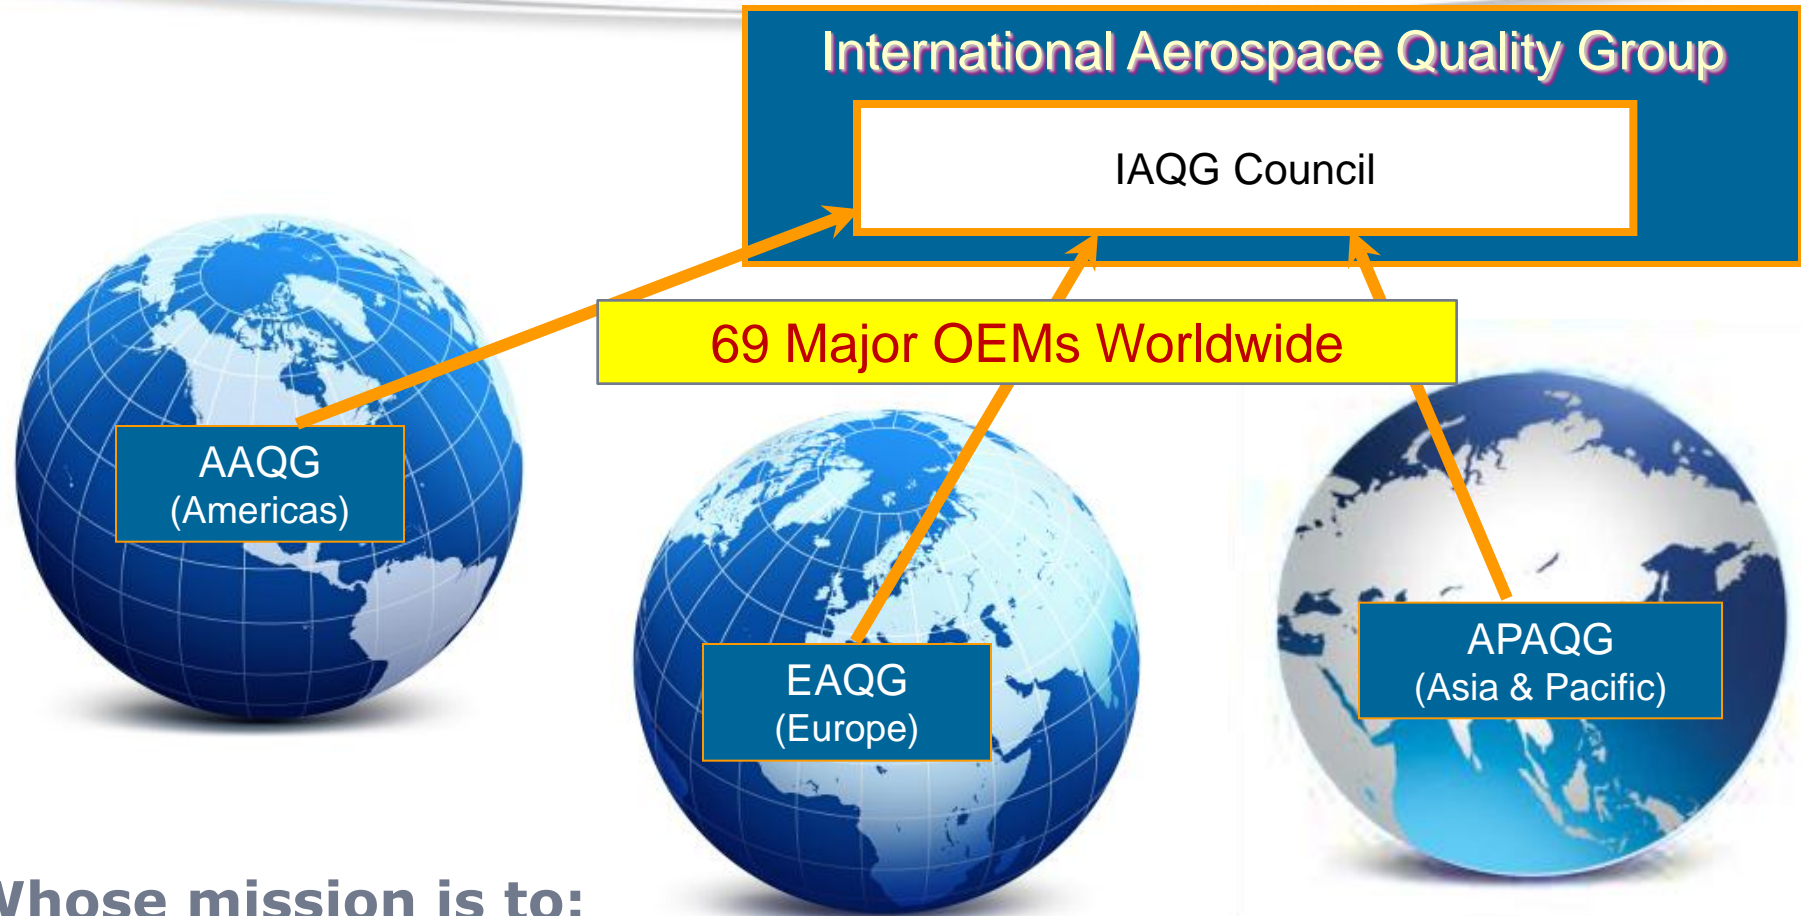 International Aerospace Quality Group
IAQG Council
69 Major OEMs Worldwide
AAQG
(Americas)
EAQG
(Europe)
APAQG
(Asia & Pacific)
Whose mission is to: